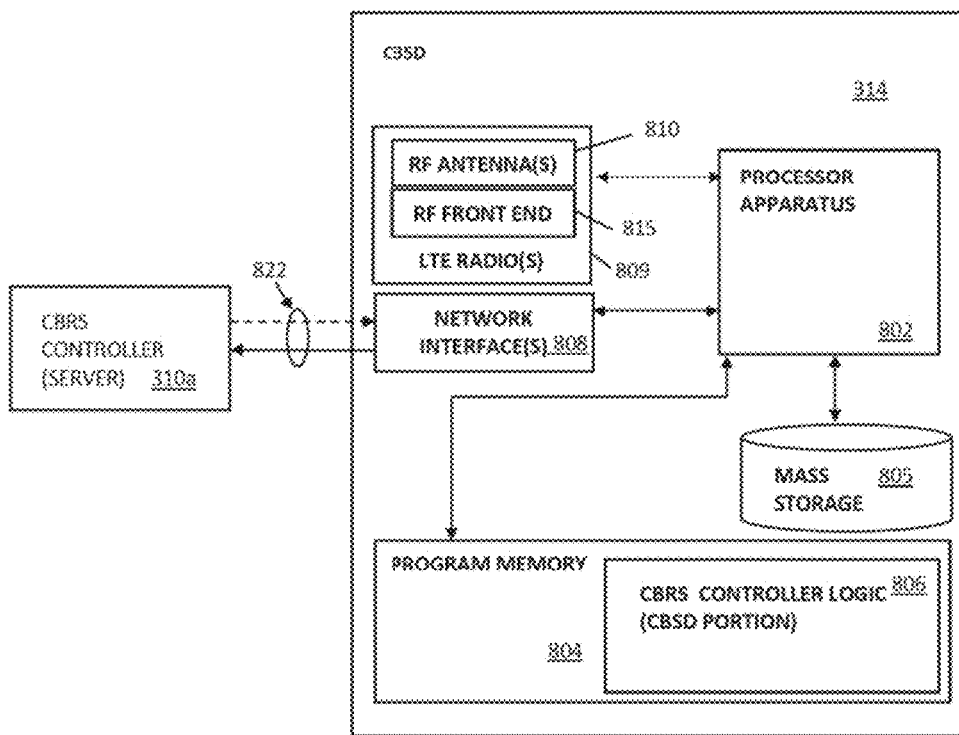 CBSD
314
810
RF ANTENNA(S)
RF FRONT END
815
LTE RADIO(S)
809
PROCESSOR
APPARATUS
802
822
CBRS
CONTROLLER
(SERVER) 310a
NETWORK
INTERFACE(S) 808
MASS
STORAGE
805
PROGRAM MEMORY
804
CBRS CONTROLLER LOGIC 806
(CBSD PORTION)